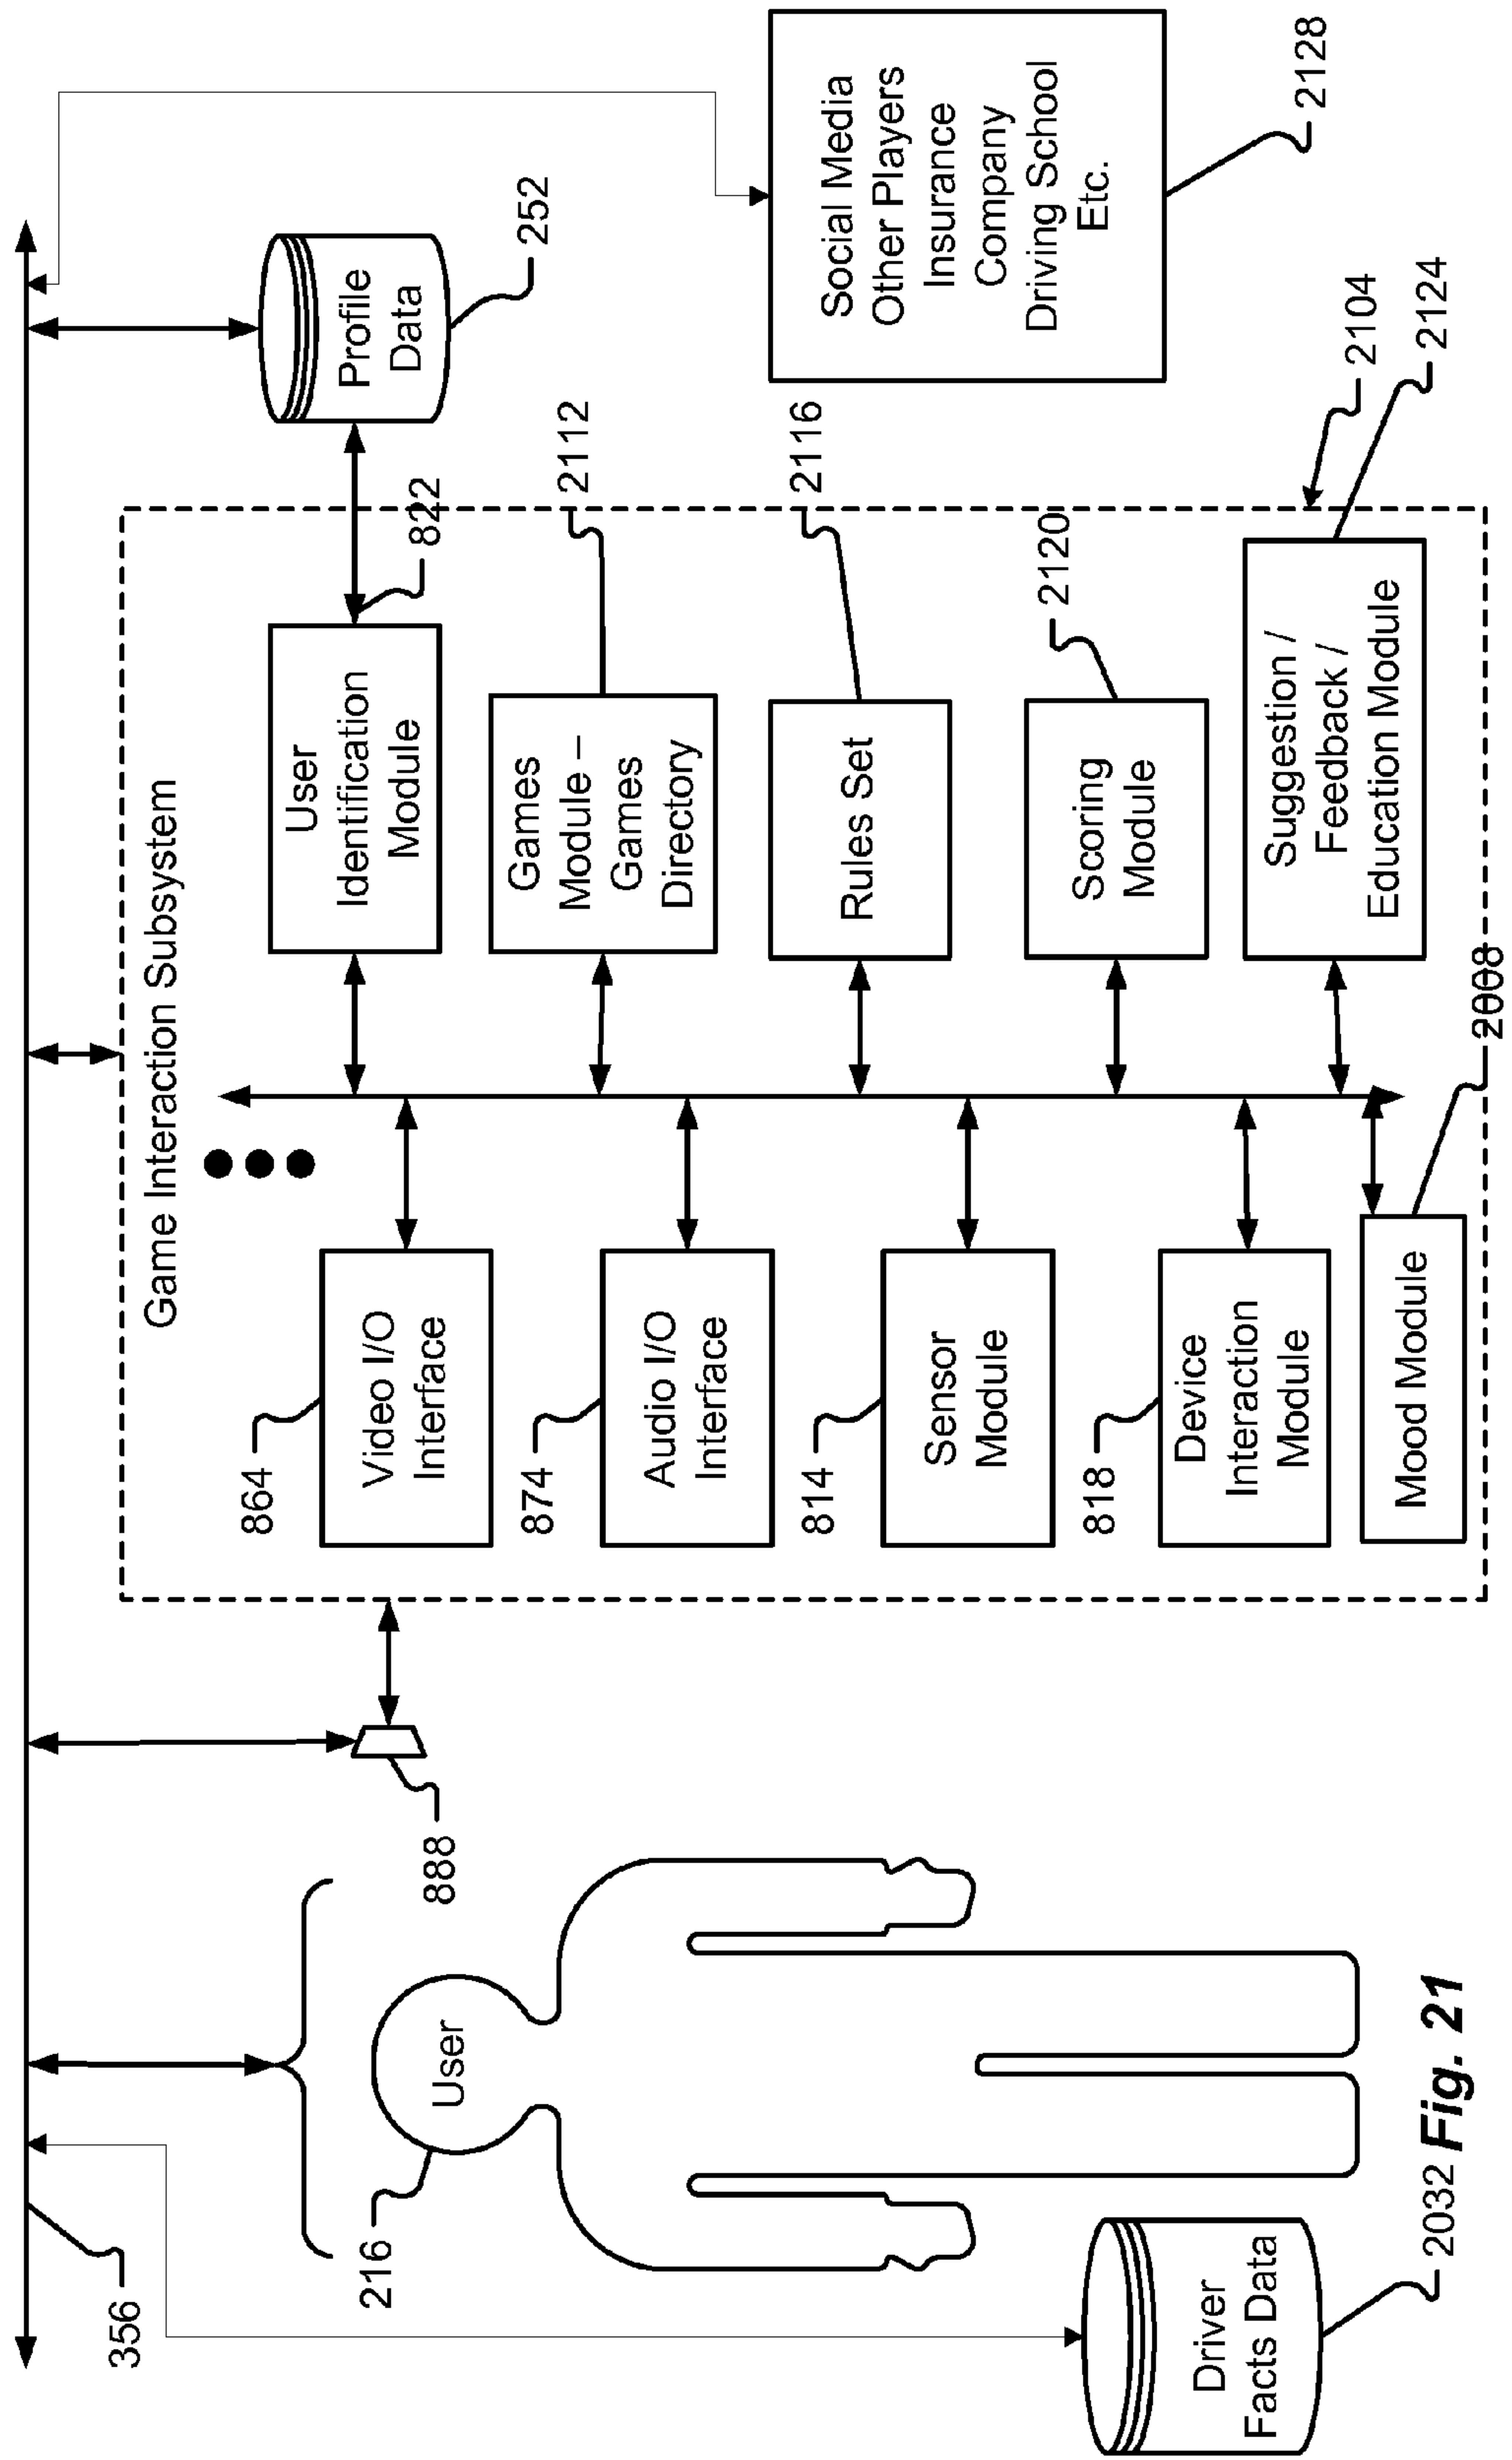 356
216
User
888
Driver
Facts Data
2032
Fig. 21
Game Interaction Subsystem
864
Video I/O
Interface
874
Audio I/O
Interface
814
Sensor
Module
818
Device
Interaction
Module
Mood Module
2008
User
Identification
Module
822
Games
Module –
Games
Directory
2112
Rules Set
2116
Scoring
Module
2120
Suggestion /
Feedback /
Education Module
2124
2104
Profile
Data
252
Social Media
Other Players
Insurance
Company
Driving School
Etc.
2128